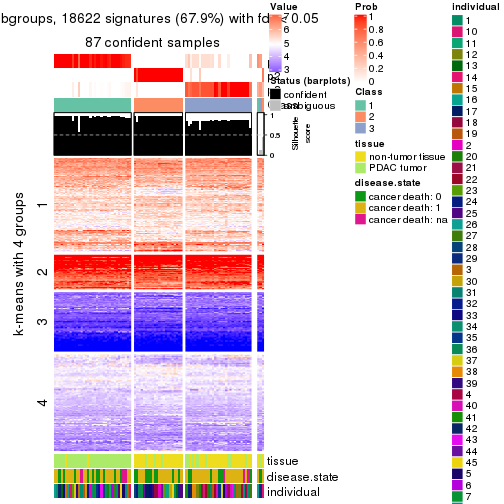 bgroups, 18622 signatures (67.9%) with fd
0.05
87 confident samples
k-means with 4 groups
1
2
3
4
p2
Silhouette
score
1
0.5
0
tissue
disease.state
individual
Value
6
5
4
3
Status (barplots)
confident
ambiguous
Prob
1
0.8
0.6
0.4
0.2
0
Class
1
2
3
tissue
non-tumor tissue
PDAC tumor
disease.state
cancer death: 0
cancer death: 1
cancer death: na
individual
1
10
11
12
13
14
15
16
17
18
19
2
20
21
22
23
24
25
26
27
28
29
3
30
31
32
33
34
35
36
37
38
39
4
40
41
42
43
44
45
5
6
7